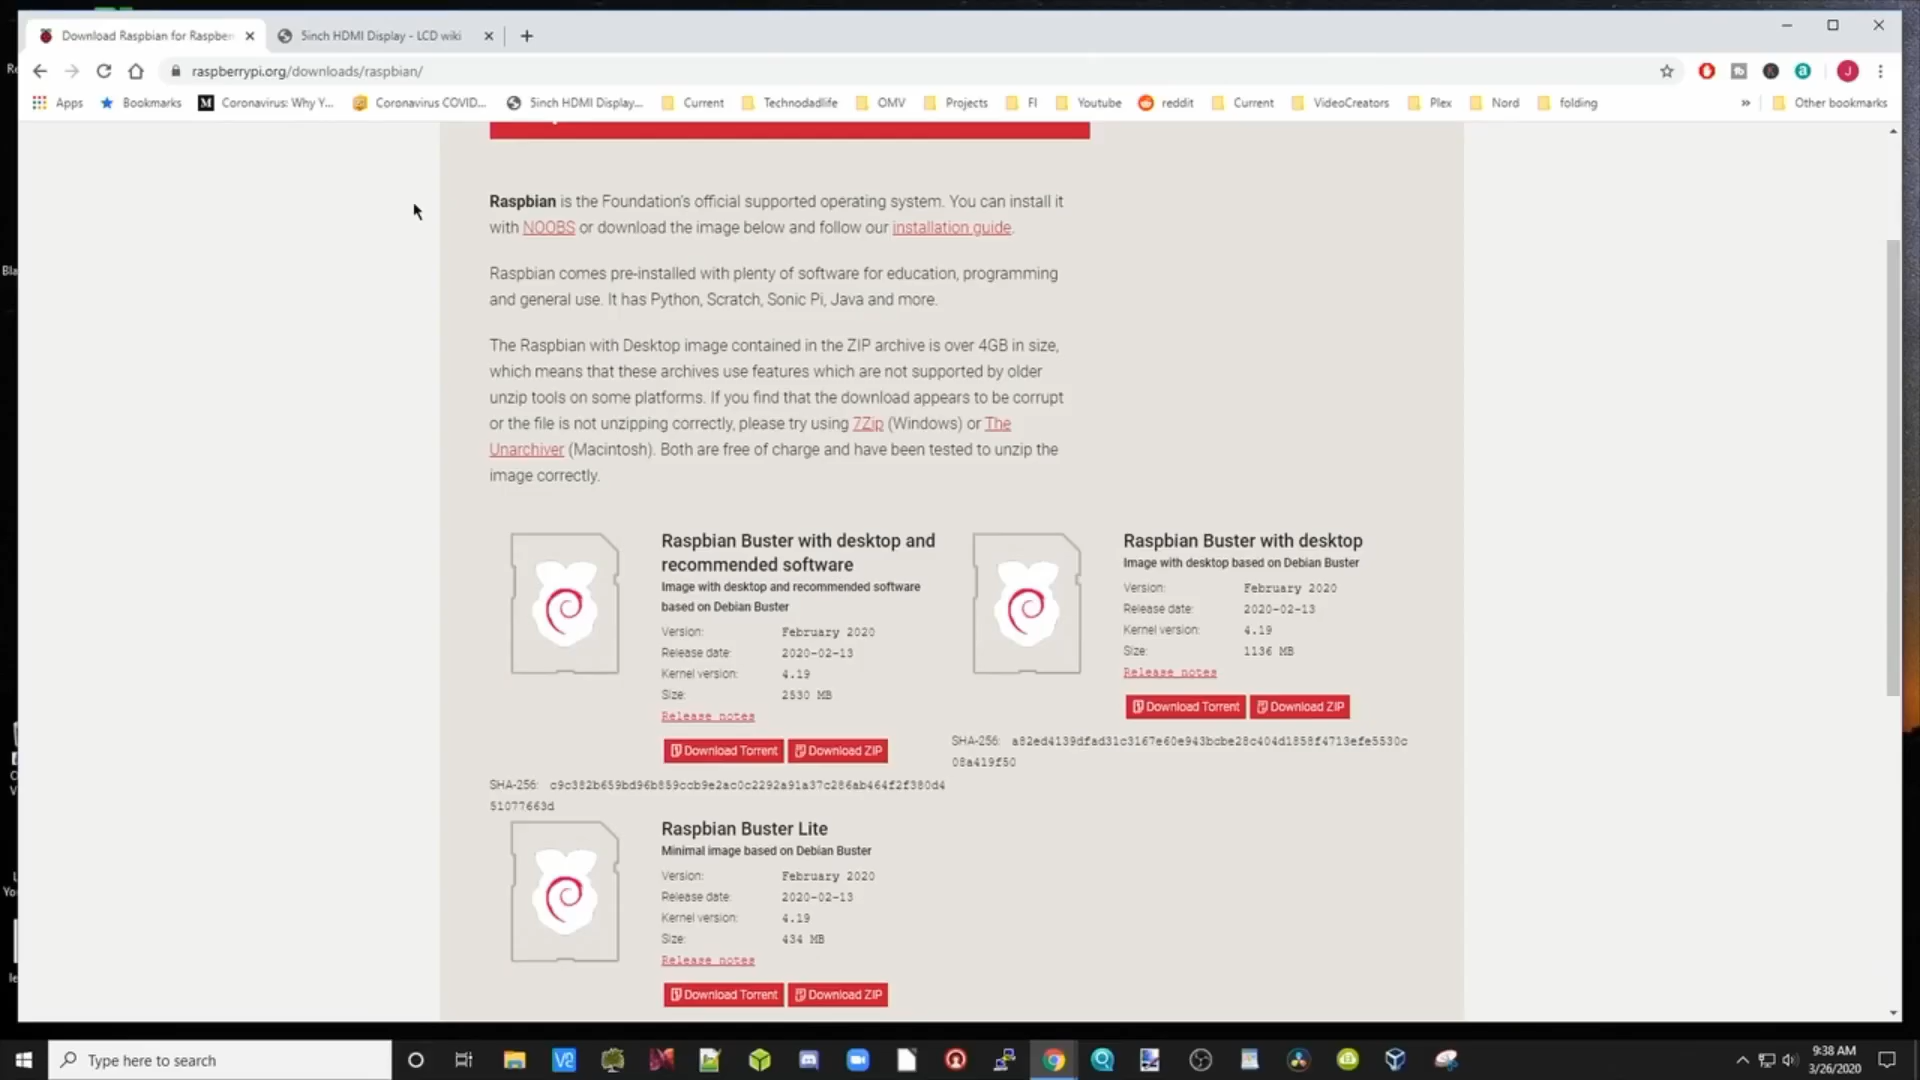 Download Raspbian for Raspber
5inch HDMI Display - LCD wiki
raspberrypi.org/downloads/raspbian/
Apps
Bookmarks
Coronavirus: Why Y...
Coronavirus COVID...
5inch HDMI Display...
Current
Technodadlife
OMV
Projects
FI
Youtube
reddit
Current
VideoCreators
Plex
Nord
folding
»
Other bookmarks
Raspbian is the Foundation's official supported operating system. You can install it
with NOOBS or download the image below and follow our installation guide.
Raspbian comes pre-installed with plenty of software for education, programming
and general use. It has Python, Scratch, Sonic Pi, Java and more.
The Raspbian with Desktop image contained in the ZIP archive is over 4GB in size,
which means that these archives use features which are not supported by older
unzip tools on some platforms. If you find that the download appears to be corrupt
or the file is not unzipping correctly, please try using 7Zip (Windows) or The
Unarchiver (Macintosh). Both are free of charge and have been tested to unzip the
image correctly.
Raspbian Buster with desktop and
recommended software
Image with desktop and recommended software
based on Debian Buster
Version: February 2020
Release date: 2020-02-13
Kernel version: 4.19
Size: 2530 MB
Release notes
Download Torrent
Download ZIP
SHA-256: c9c382b659bd96b859ccb9e2ac0c2292a91a37c286ab464f2f380d4
51077663d
Raspbian Buster with desktop
Image with desktop based on Debian Buster
Version: February 2020
Release date: 2020-02-13
Kernel version: 4.19
Size: 1136 MB
Release notes
Download Torrent
Download ZIP
SHA-256: a82ed4139dfad31c3167e60e943bcbe28c404d1858f4713efe5530c
08a419f50
Raspbian Buster Lite
Minimal image based on Debian Buster
Version: February 2020
Release date: 2020-02-13
Kernel version: 4.19
Size: 434 MB
Release notes
Download Torrent
Download ZIP
Type here to search
9:38 AM
3/26/2020